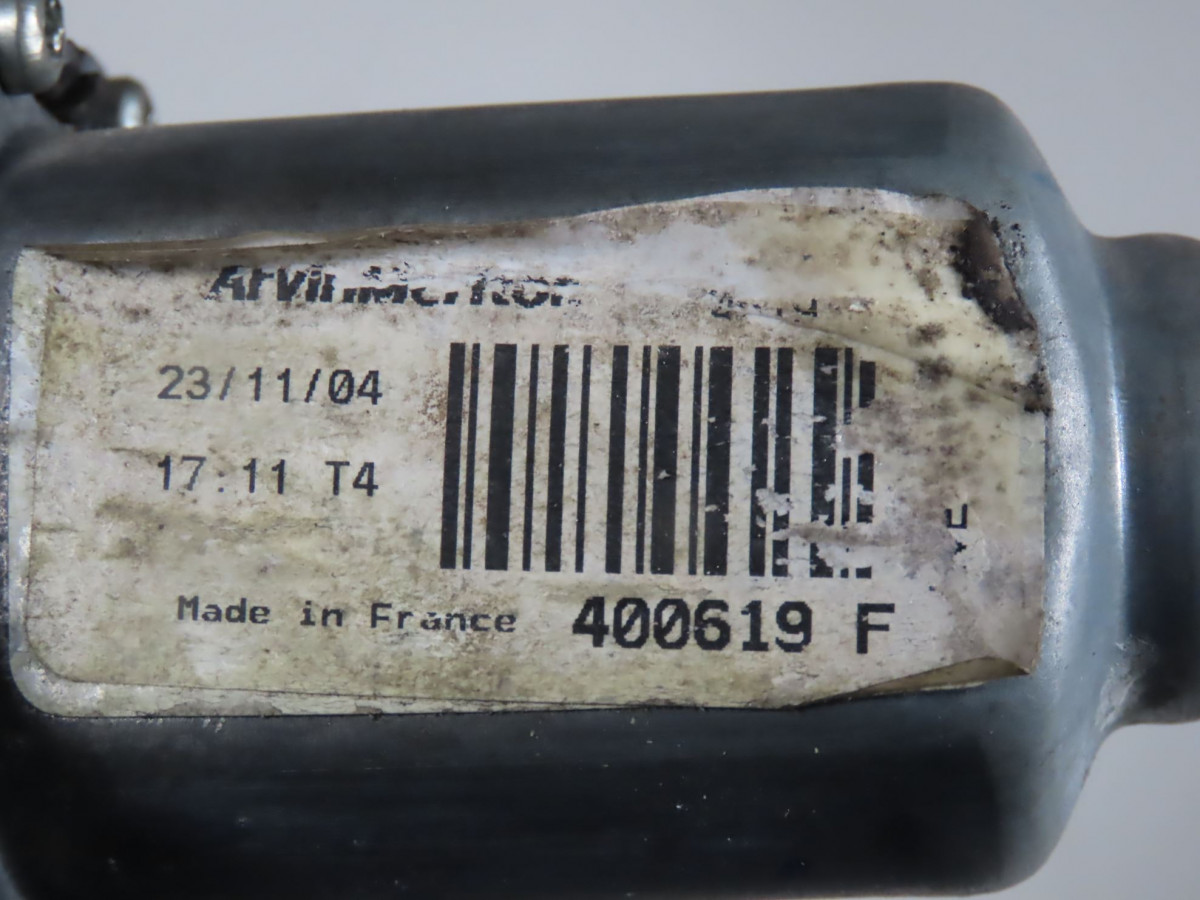 ArvinMeritor
23/11/04
17:11 T4
Made in France 400619 F